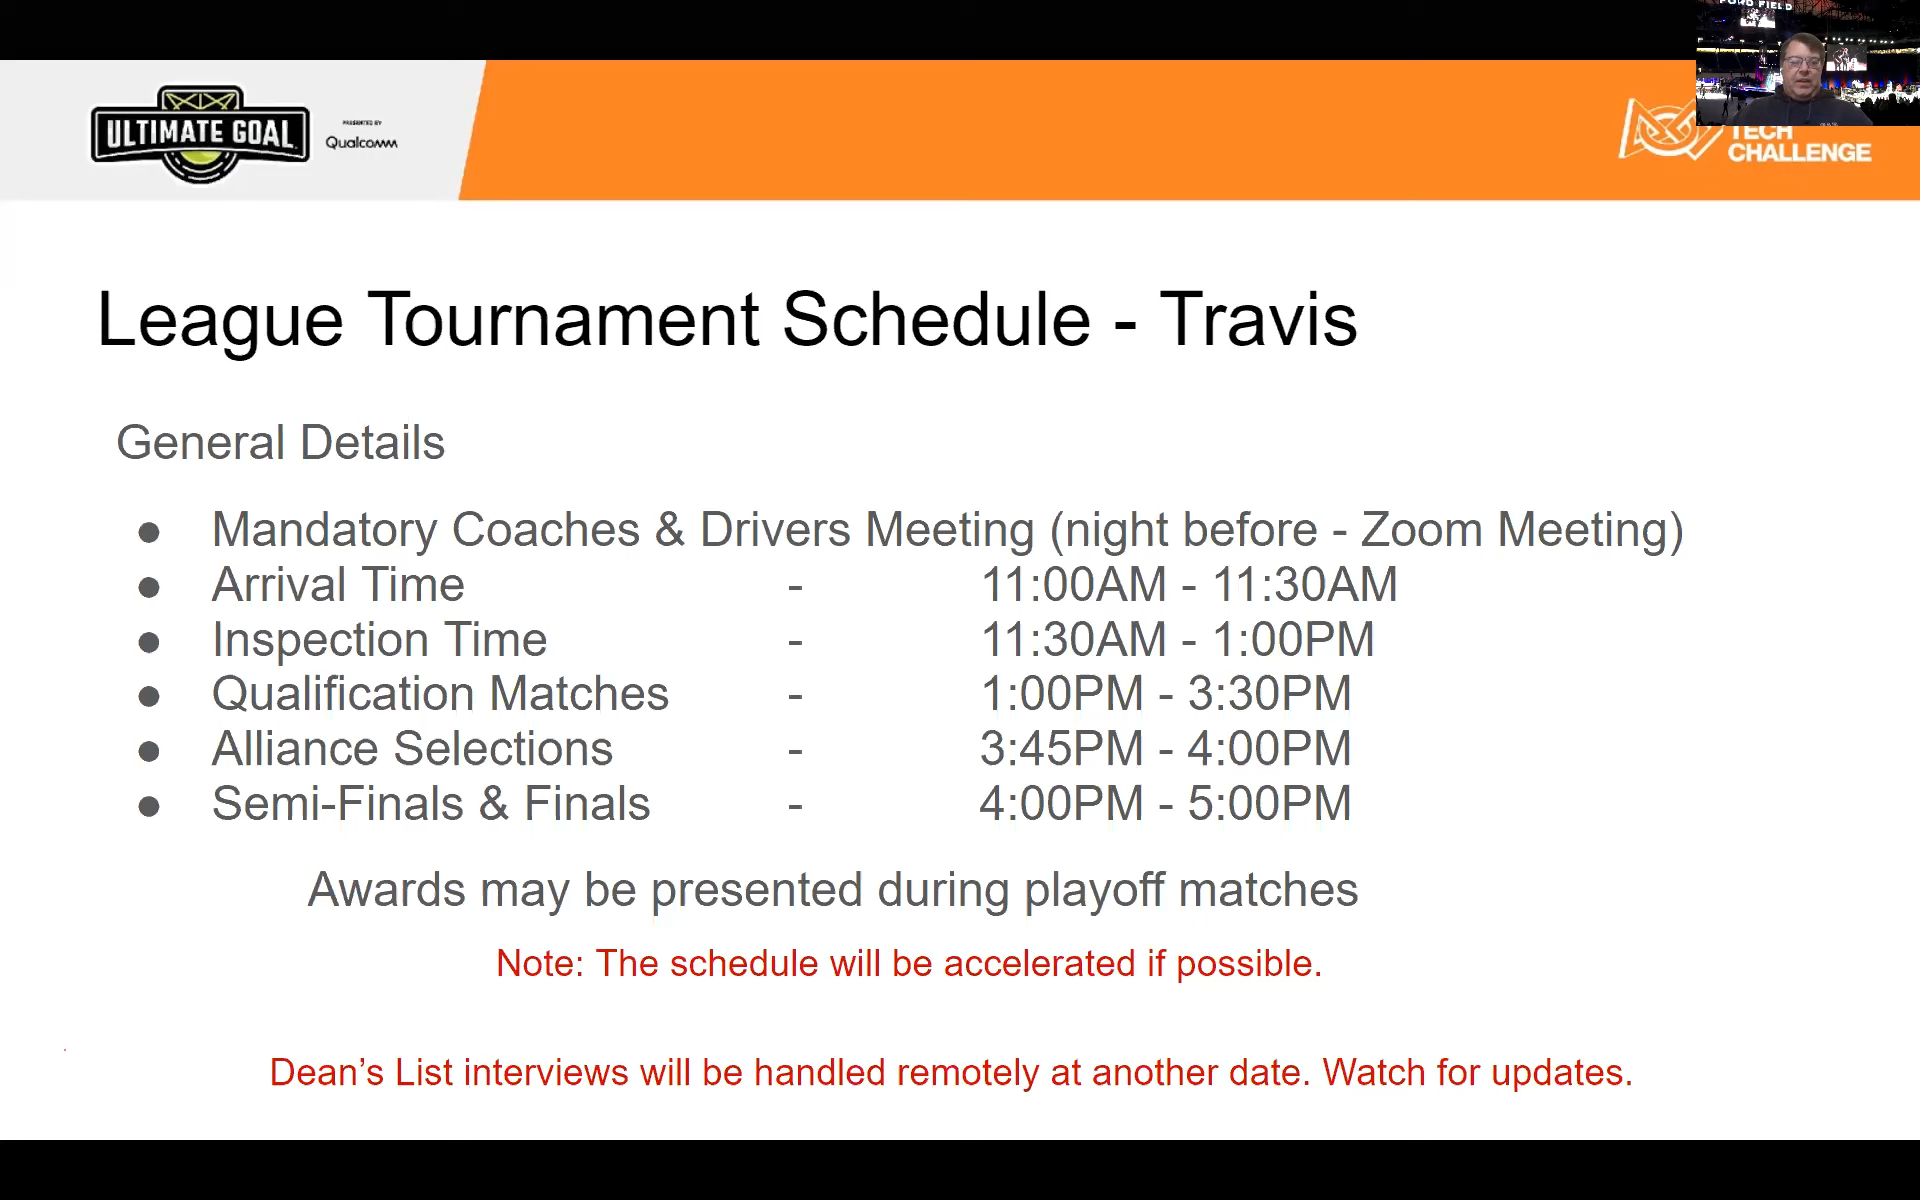 FORD FIELD
ULTIMATE GOAL
PRESENTED BY
Qualcomm
TECH
CHALLENGE
League Tournament Schedule - Travis
General Details
● Mandatory Coaches & Drivers Meeting (night before - Zoom Meeting)
● Arrival Time - 11:00AM - 11:30AM
● Inspection Time - 11:30AM - 1:00PM
● Qualification Matches - 1:00PM - 3:30PM
● Alliance Selections - 3:45PM - 4:00PM
● Semi-Finals & Finals - 4:00PM - 5:00PM
Awards may be presented during playoff matches
Note: The schedule will be accelerated if possible.
Dean’s List interviews will be handled remotely at another date. Watch for updates.